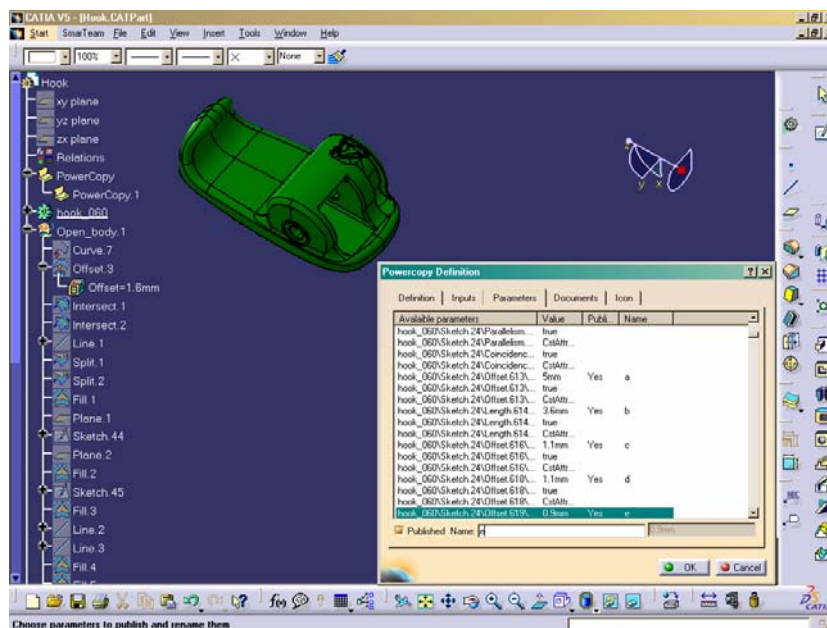 CATIA V5 - [Hook.CATPart]
Start SmarTeam File Edit View Insert Tools Window Help
100% None
Hook
xy plane
yz plane
zx plane
Relations
PowerCopy
PowerCopy.1
hook_060
Open_body.1
Curve.7
Offset.3
Offset=1.6mm
Intersect.1
Intersect.2
Line.1
Split.1
Split.2
Fill.1
Plane.1
Sketch.44
Plane.2
Fill.2
Sketch.45
Fill.3
Line.2
Line.3
Fill.4
y x
Powercopy Definition
Definition Inputs Parameters Documents Icon
Available parameters Value Publi... Name
hook_060\Sketch.24\Parallelism... true
hook_060\Sketch.24\Parallelism... CstAttr...
hook_060\Sketch.24\Coincidenc... true
hook_060\Sketch.24\Coincidenc... CstAttr...
hook_060\Sketch.24\Offset.613\... 5mm Yes a
hook_060\Sketch.24\Offset.613\... true
hook_060\Sketch.24\Offset.613\... CstAttr...
hook_060\Sketch.24\Length.614... 3.6mm Yes b
hook_060\Sketch.24\Length.614... true
hook_060\Sketch.24\Length.614... CstAttr...
hook_060\Sketch.24\Offset.616\... 1.1mm Yes c
hook_060\Sketch.24\Offset.616\... true
hook_060\Sketch.24\Offset.616\... CstAttr...
hook_060\Sketch.24\Offset.618\... 1.1mm Yes d
hook_060\Sketch.24\Offset.618\... true
hook_060\Sketch.24\Offset.618\... CstAttr...
hook_060\Sketch.24\Offset.619\... 0.9mm Yes e
Published Name: e 0.9mm
OK Cancel
f(x)
CATIA
Choose parameters to publish and rename them